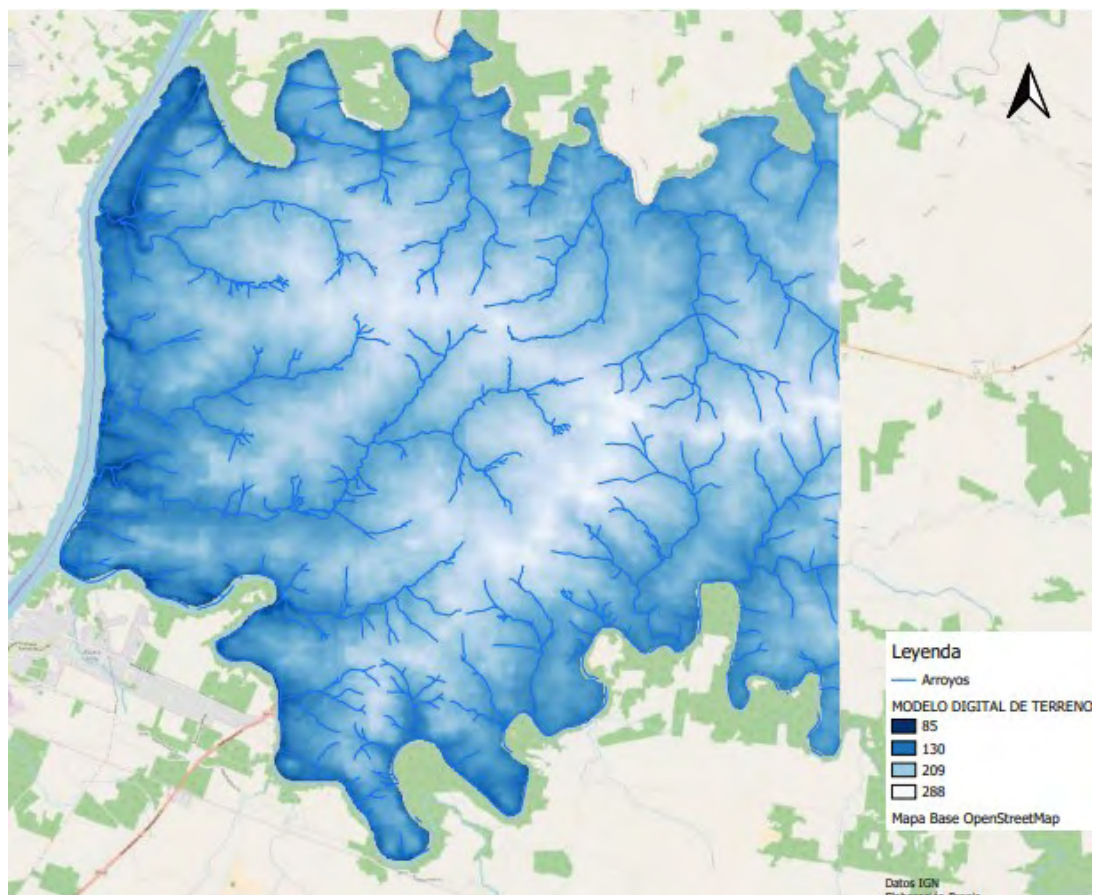 Leyenda
Arroyos
MODELO DIGITAL DE TERRENO
85
130
209
288
Mapa Base OpenStreetMap
Datos IGN